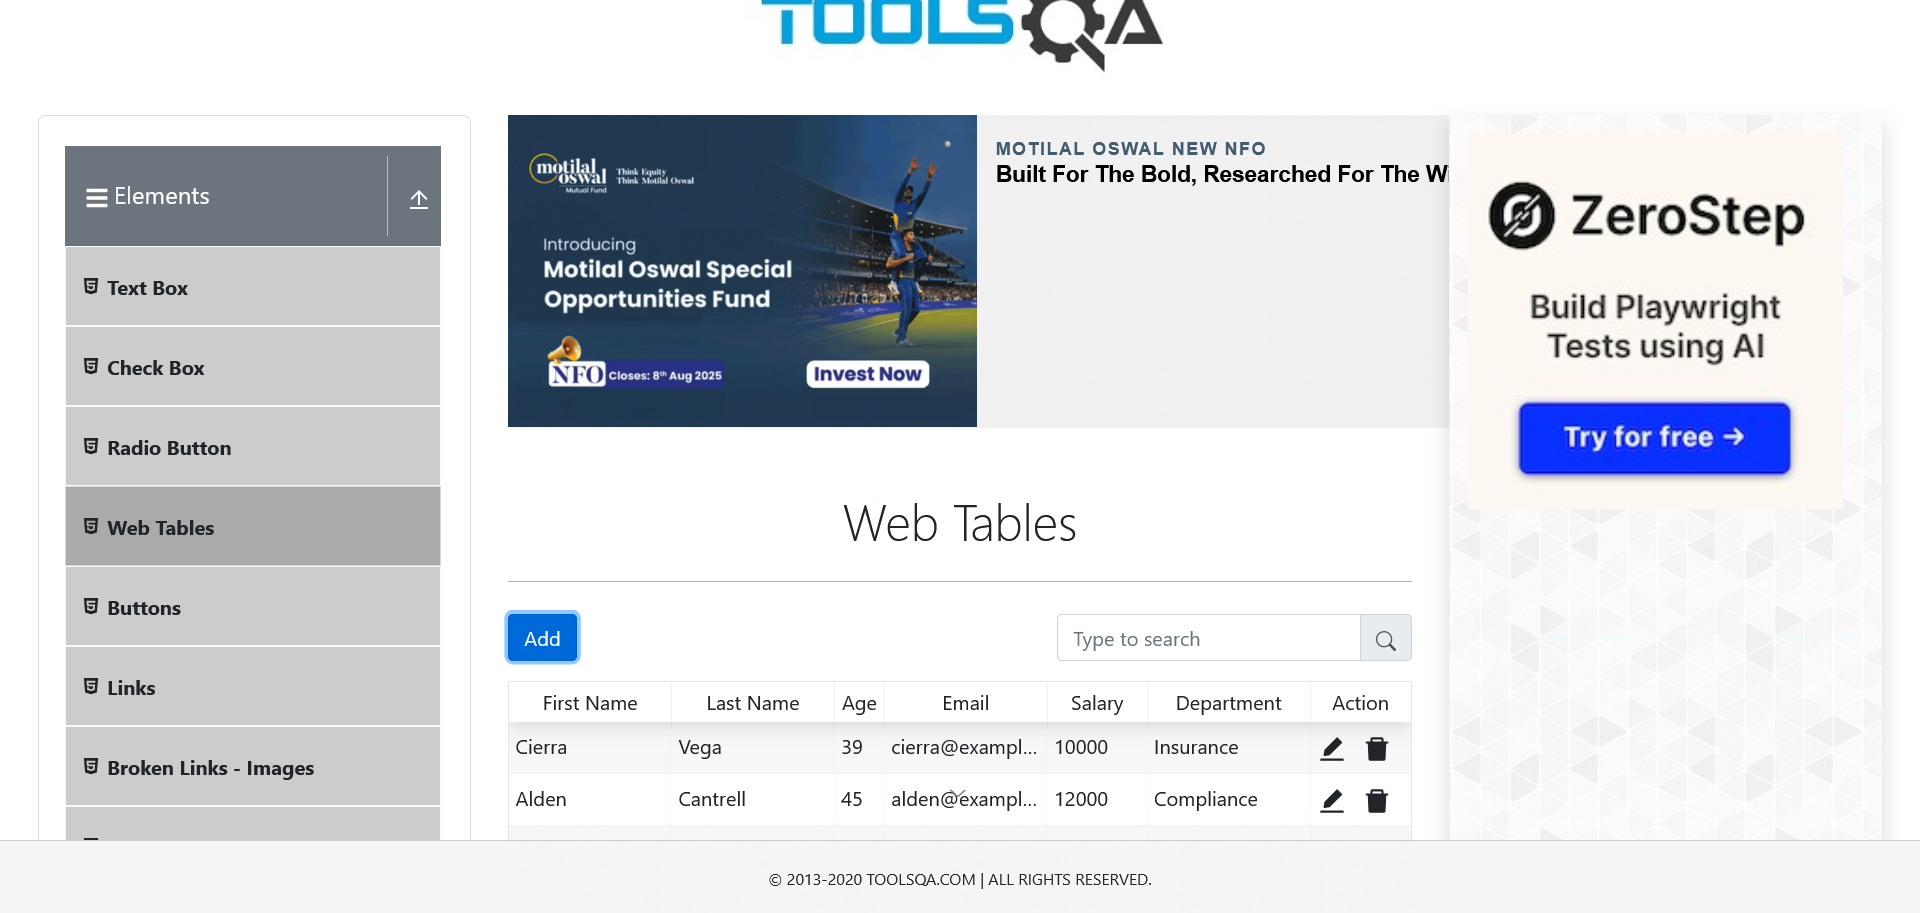 TOOLSQA
Elements
Text Box
Check Box
Radio Button
Web Tables
Buttons
Links
Broken Links - Images
motilal
oswal
Mutual Fund
Think Equity
Think Motilal Oswal
Introducing
Motilal Oswal Special
Opportunities Fund
NFO Closes: 8th Aug 2025
Invest Now
MOTILAL OSWAL NEW NFO
Built For The Bold, Researched For The W
ZeroStep
Build Playwright
Tests using AI
Try for free →
Web Tables
Add
Type to search
First Name Last Name Age Email Salary Department Action
Cierra Vega 39 cierra@exampl... 10000 Insurance
Alden Cantrell 45 alden@exampl... 12000 Compliance
© 2013-2020 TOOLSQA.COM | ALL RIGHTS RESERVED.